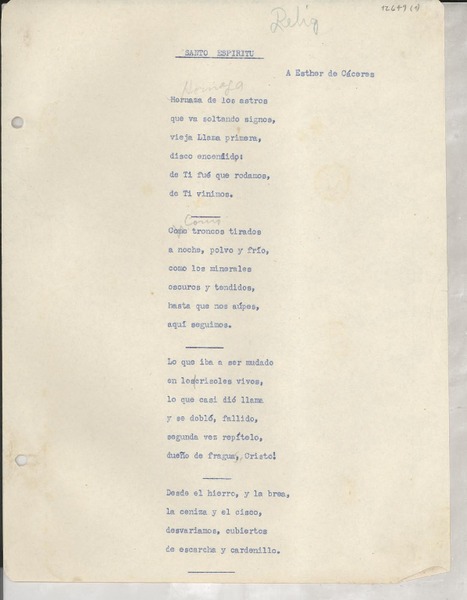 12649 (4)
Relig
SANTO ESPIRITU
A Esther de Cáceres
Hornaza
Hornaza de los astros
que va soltando signos,
vieja Llama primera,
disco encendido:
de Ti fué que rodamos,
de Ti vinimos.
Como
Como troncos tirados
a noche, polvo y frío,
como los minerales
oscuros y tendidos,
hasta que nos aúpes,
aquí seguimos.
Lo que iba a ser mudado
en los crisoles vivos,
lo que casi dió llama
y se dobló, fallido,
segunda vez repítelo,
dueño de fragua, Cristo!
Desde el hierro, y la brea,
la ceniza y el cisco,
desvariamos, cubiertos
de escarcha y cardenillo.